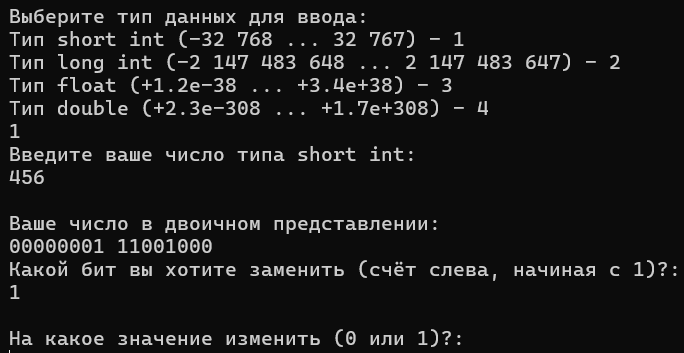 Выберите тип данных для ввода:
Тип short int (-32 768 ... 32 767) - 1
Тип long int (-2 147 483 648 ... 2 147 483 647) - 2
Тип float (+1.2e-38 ... +3.4e+38) - 3
Тип double (+2.3e-308 ... +1.7e+308) - 4
1
Введите ваше число типа short int:
456

Ваше число в двоичном представлении:
00000001 11001000
Какой бит вы хотите заменить (счёт слева, начиная с 1)?:
1

На какое значение изменить (0 или 1)?: